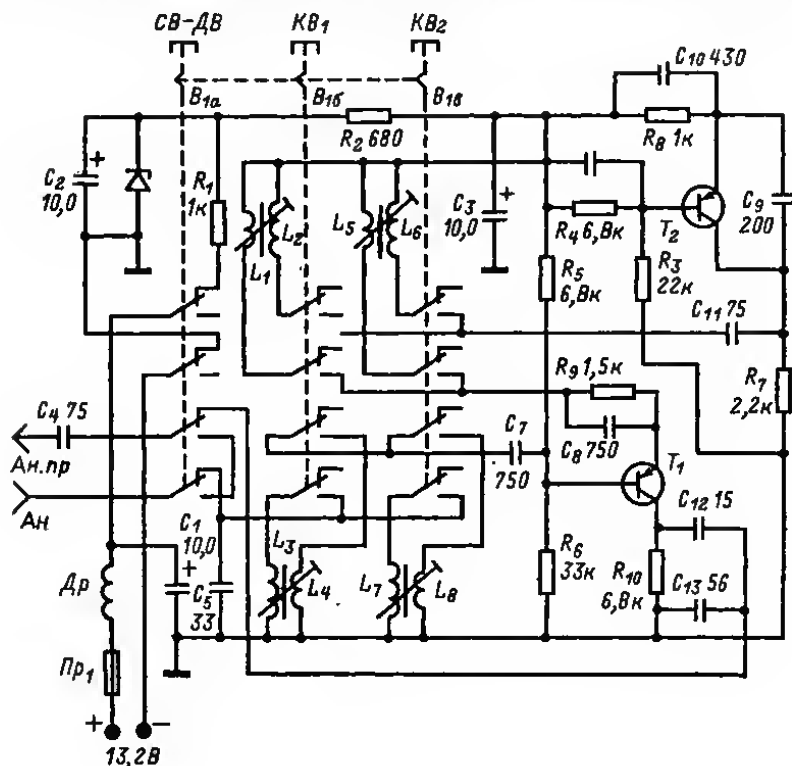 СВ-ДВ КВ₁ КВ₂
В₁а В₁б В₁в
C₁₀ 430
R₂ 680
R₈ 1к
C₂ 10,0
+
R₁ 1к
L₂
L₁
L₅
L₆
C₃ 10,0
+
R₄ 6,8к
T₂
C₉ 200
R₅ 6,8к
R₃ 22к
C₁₁ 75
R₉ 1,5к
R₇ 2,2к
C₄ 75
Ан.пр
Ан
C₇ 750
C₈ 750
T₁
C₁₂ 15
C₁ 10,0
+
C₅ 33
L₃
L₄
L₇
L₈
R₆ 33к
R₁₀ 6,8к
C₁₃ 56
Др
Пр₁
+ −
13,2В